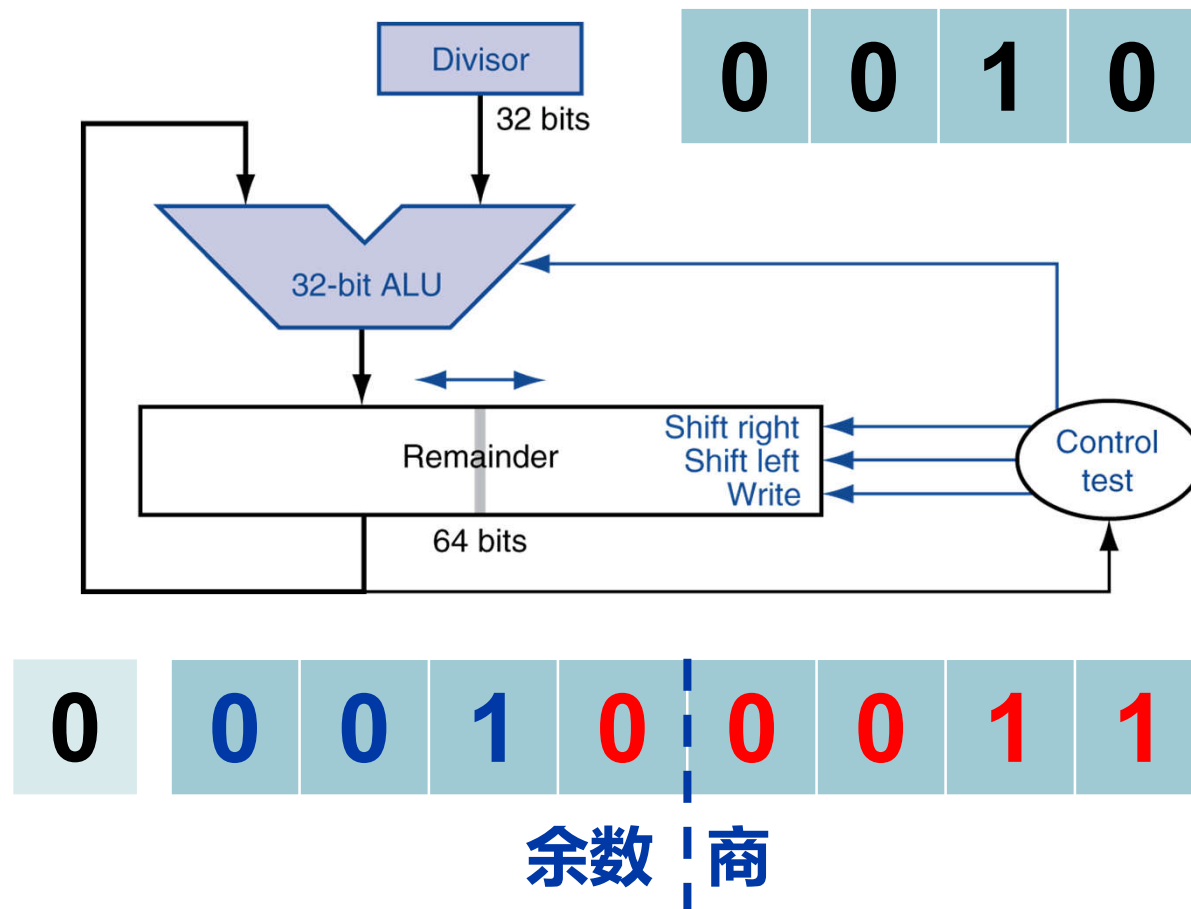 Divisor
0 0 1 0
32 bits
32-bit ALU
Remainder
Shift right
Shift left
Write
Control
test
64 bits
0 0 0 1 0 0 0 1 1
余数 商